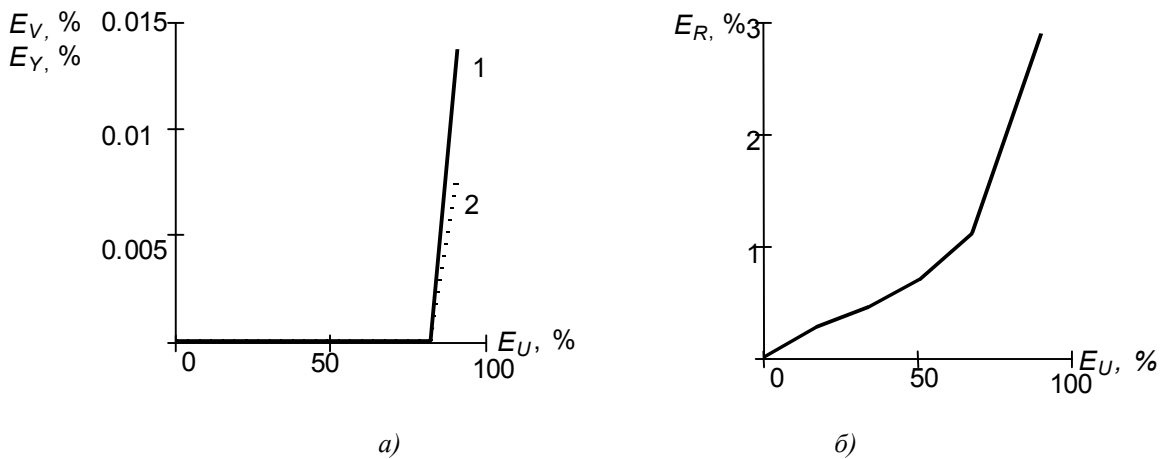 E_V, %
E_Y, %
0.015
0.01
0.005
1
2
0
50
100
E_U, %
а)
E_R, %
3
2
1
0
50
100
E_U, %
б)